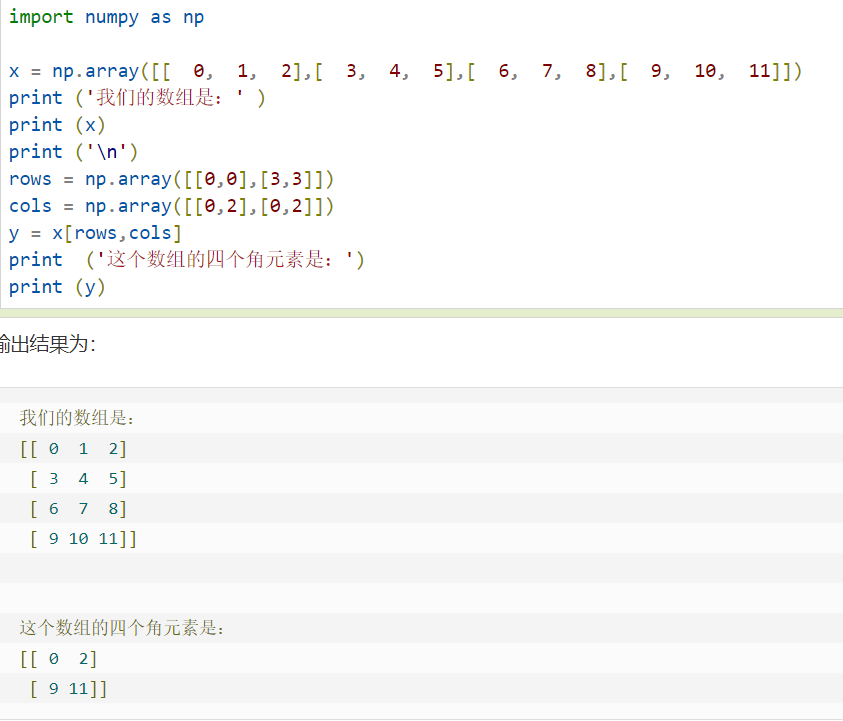 import numpy as np
x = np.array([[  0,  1,  2],[  3,  4,  5],[  6,  7,  8],[  9,  10,  11]])
print ('我们的数组是：' )
print (x)
print ('\n')
rows = np.array([[0,0],[3,3]])
cols = np.array([[0,2],[0,2]])
y = x[rows,cols]
print  ('这个数组的四个角元素是：')
print (y)
输出结果为：
我们的数组是：
[[ 0  1  2]
 [ 3  4  5]
 [ 6  7  8]
 [ 9 10 11]]
这个数组的四个角元素是：
[[ 0  2]
 [ 9 11]]